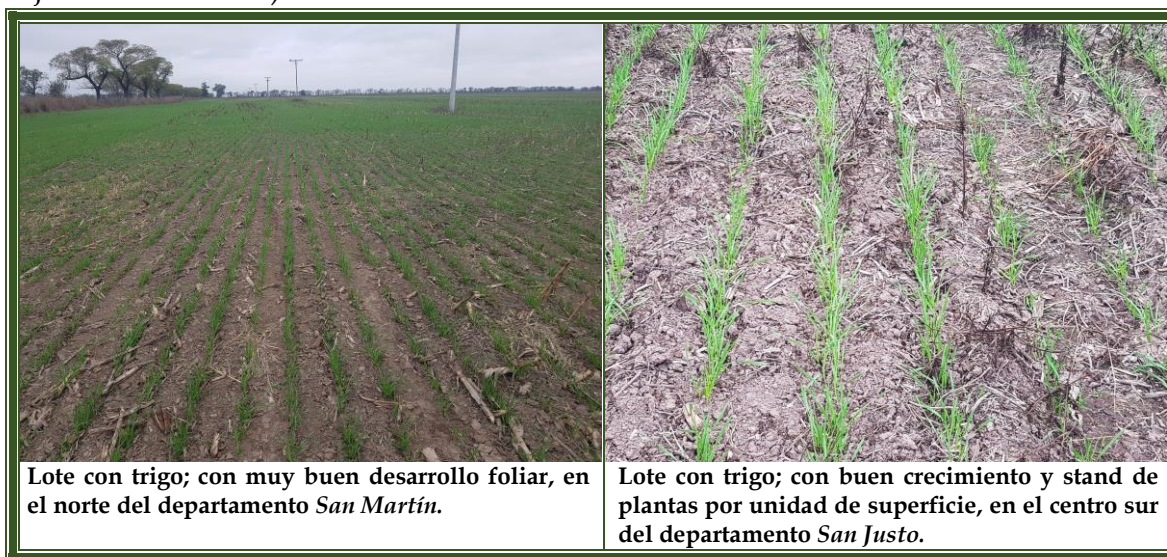 Lote con trigo; con muy buen desarrollo foliar, en
el norte del departamento San Martín.
Lote con trigo; con buen crecimiento y stand de
plantas por unidad de superficie, en el centro sur
del departamento San Justo.